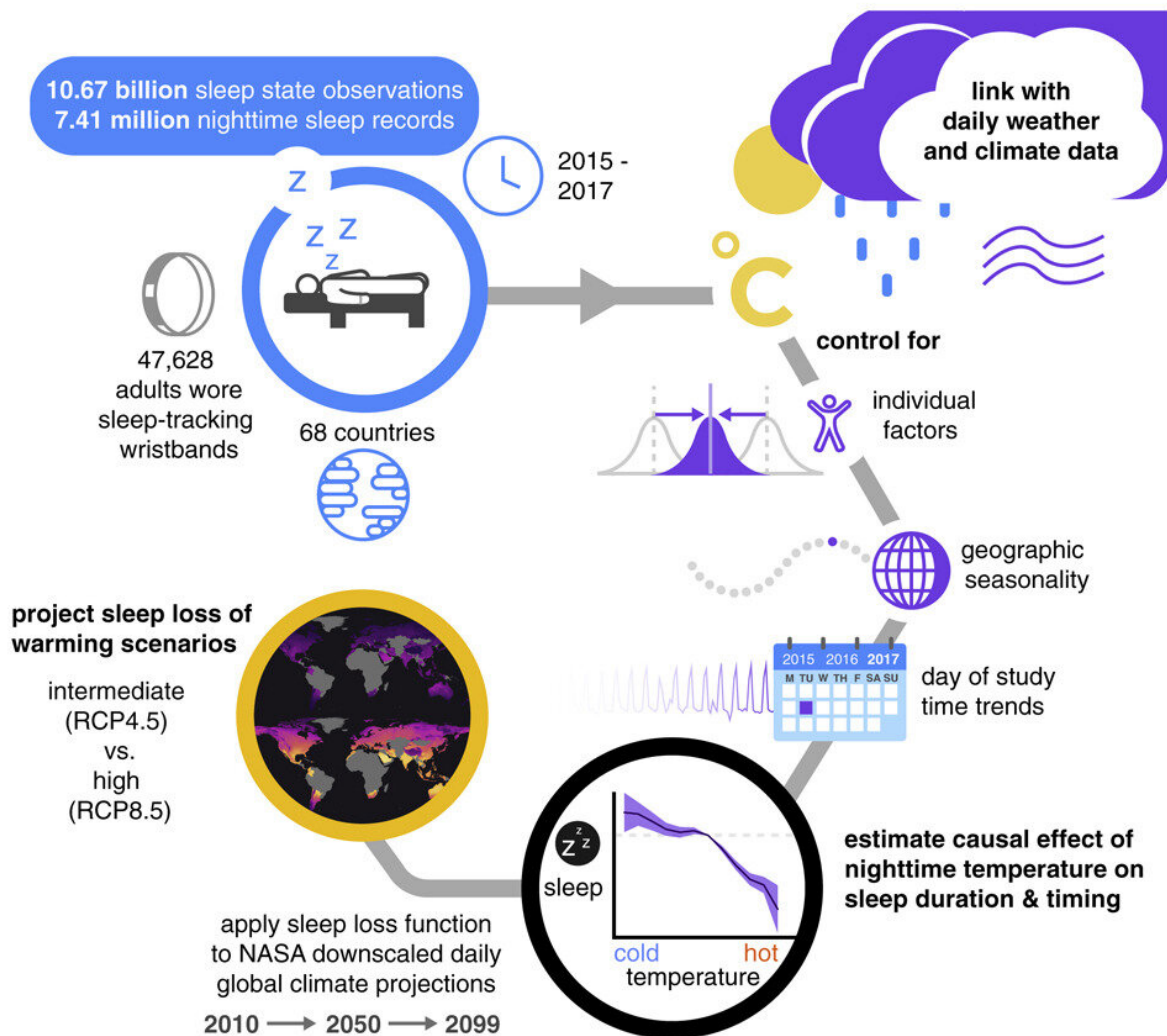 10.67 billion sleep state observations
7.41 million nighttime sleep records
2015 -
2017
z
z
z
z
47,628
adults wore
sleep-tracking
wristbands
68 countries
link with
daily weather
and climate data
°C
control for
individual
factors
geographic
seasonality
2015 2016 2017
M TU W TH F SA SU
day of study
time trends
estimate causal effect of
nighttime temperature on
sleep duration & timing
z
z
z
sleep
cold hot
temperature
apply sleep loss function
to NASA downscaled daily
global climate projections
2010 2050 2099
project sleep loss of
warming scenarios
intermediate
(RCP4.5)
vs.
high
(RCP8.5)